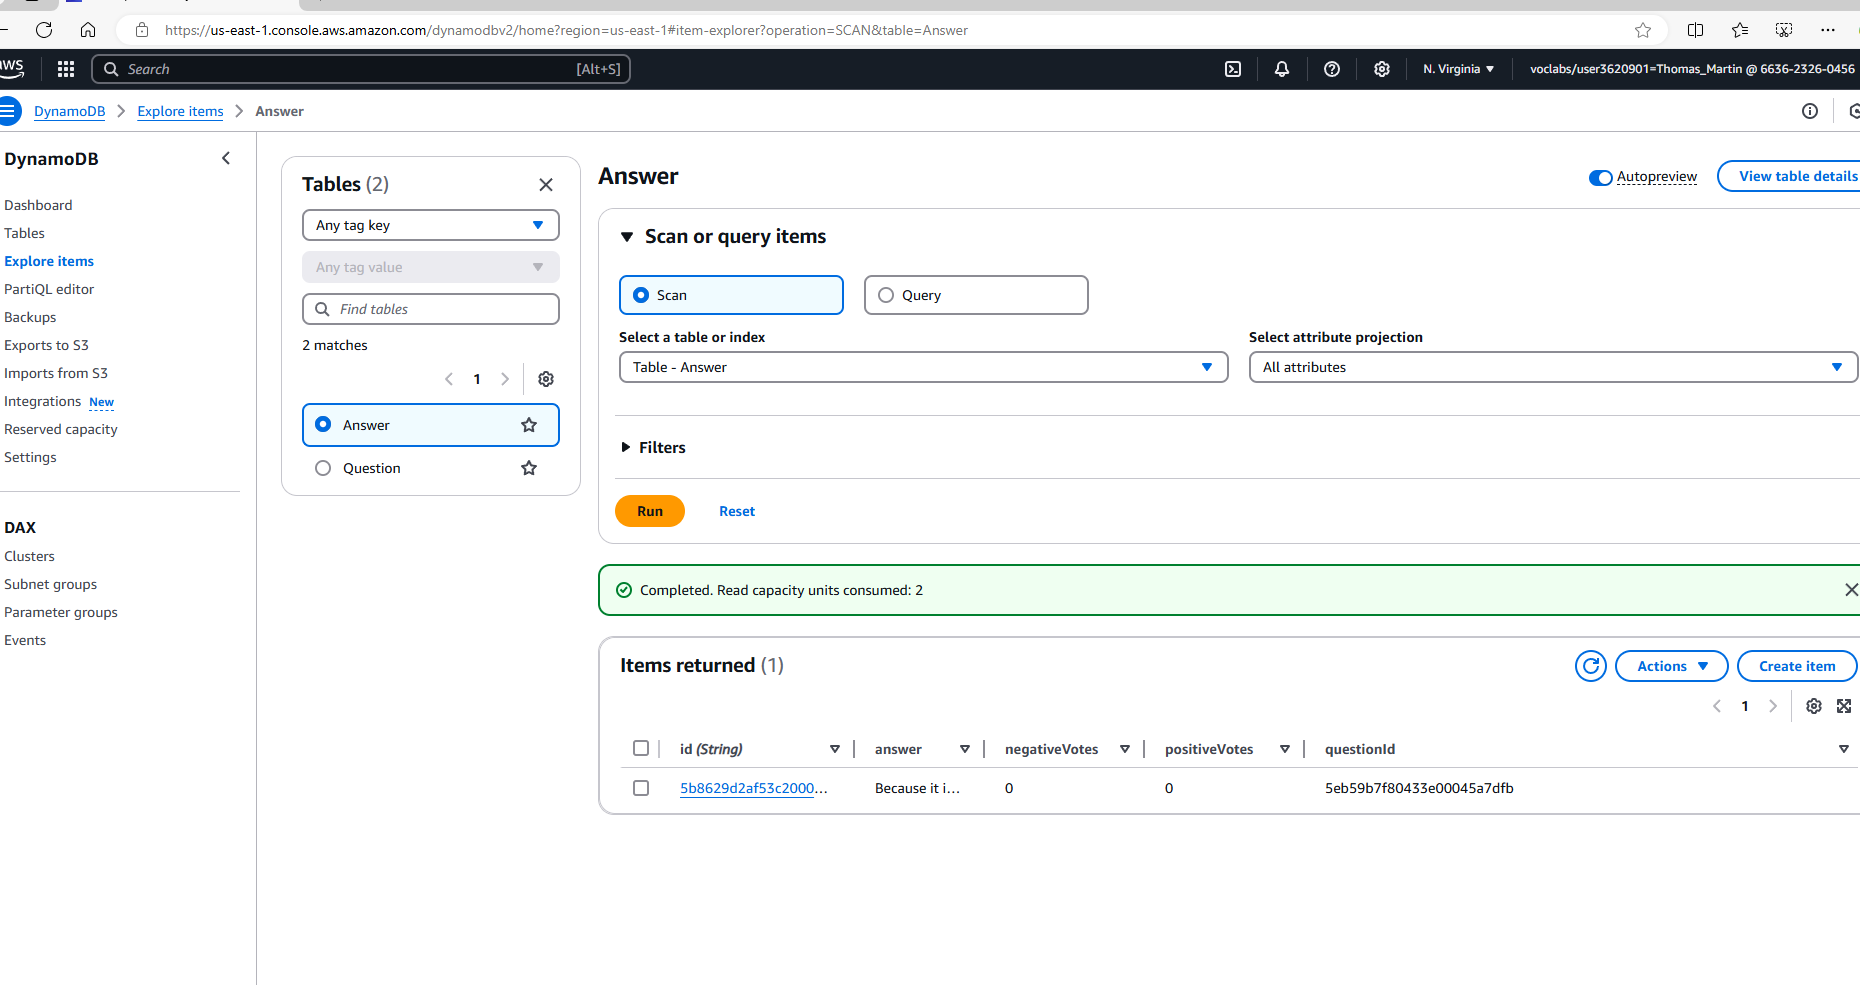 https://us-east-1.console.aws.amazon.com/dynamodbv2/home?region=us-east-1#item-explorer?operation=SCAN&table=Answer
aws
Search
[Alt+S]
N. Virginia
voclabs/user3620901=Thomas_Martin @ 6636-2326-0456
DynamoDB
Explore items
Answer
DynamoDB
Dashboard
Tables
Explore items
PartiQL editor
Backups
Exports to S3
Imports from S3
Integrations New
Reserved capacity
Settings
DAX
Clusters
Subnet groups
Parameter groups
Events
Tables (2)
Any tag key
Any tag value
Find tables
2 matches
1
Answer
Question
Answer
Autopreview
View table details
Scan or query items
Scan
Query
Select a table or index
Table - Answer
Select attribute projection
All attributes
Filters
Run
Reset
Completed. Read capacity units consumed: 2
Items returned (1)
Actions
Create item
1
id (String) answer negativeVotes positiveVotes questionId
5b8629d2af53c2000... Because it i... 0 0 5eb59b7f80433e00045a7dfb